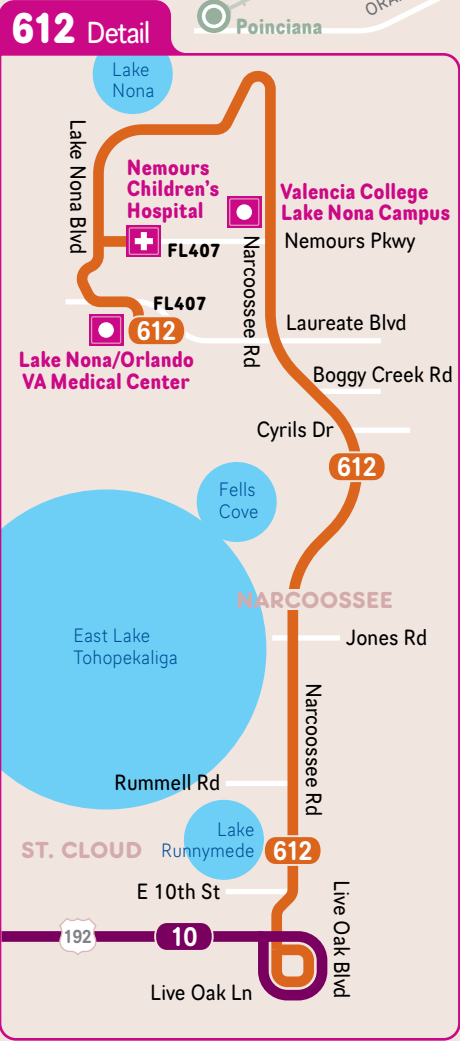 612 Detail
Poinciana
Lake
Nona
Lake Nona Blvd
Nemours
Children's
Hospital
Valencia College
Lake Nona Campus
FL407
Nemours Pkwy
Narcoossee Rd
FL407
612
Laureate Blvd
Lake Nona/Orlando
VA Medical Center
Boggy Creek Rd
Cyrils Dr
612
Fells
Cove
NARCOOSSEE
East Lake
Tohopekaliga
Jones Rd
Narcoossee Rd
Rummell Rd
Lake
Runnymede
ST. CLOUD
612
E 10th St
Live Oak Blvd
192
10
Live Oak Ln